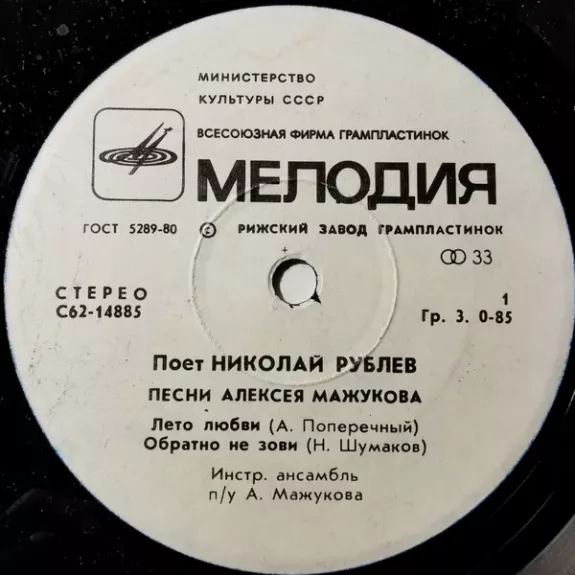 МИНИСТЕРСТВО
КУЛЬТУРЫ СССР
ВСЕСОЮЗНАЯ ФИРМА ГРАМПЛАСТИНОК
МЕЛОДИЯ
ГОСТ 5289-80 РИЖСКИЙ ЗАВОД ГРАМПЛАСТИНОК
33
СТЕРЕО 1
С62-14885 Гр. 3. 0-85
Поет НИКОЛАЙ РУБЛЕВ
ПЕСНИ АЛЕКСЕЯ МАЖУКОВА
Лето любви (А. Поперечный)
Обратно не зови (Н. Шумаков)
Инстр. ансамбль
п/у А. Мажукова